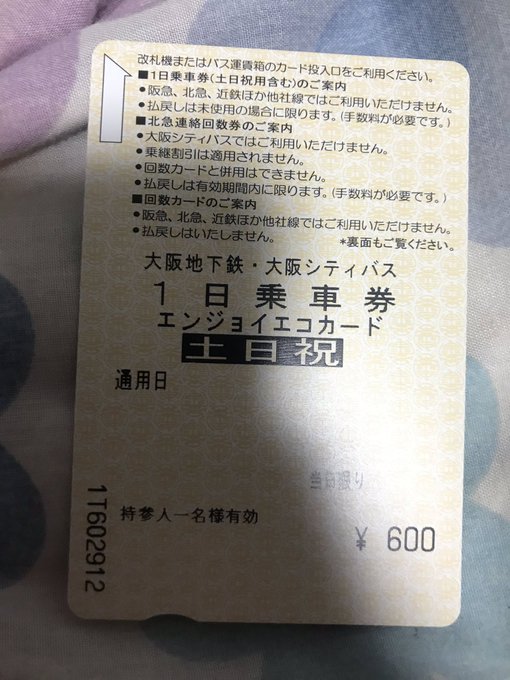 改札機またはバス運賃箱のカード投入口をご利用ください。
■1日乗車券(土日祝用含む)のご案内
●阪急、北急、近鉄ほか他社線ではご利用いただけません。
●払戻しは未使用の場合に限ります。(手数料が必要です。)
■北急連絡回数券のご案内
●大阪シティバスではご利用いただけません。
●乗継割引は適用されません。
●回数カードと併用はできません。
●払戻しは有効期間内に限ります。(手数料が必要です。)
■回数カードのご案内
●阪急、北急、近鉄ほか他社線ではご利用いただけません。
●払戻しはいたしません。 *裏面もご覧ください。
大阪地下鉄・大阪シティバス
1日乗車券
エンジョイエコカード
土日祝
通用日
当日限り
持参人一名様有効
¥ 600
1T602912